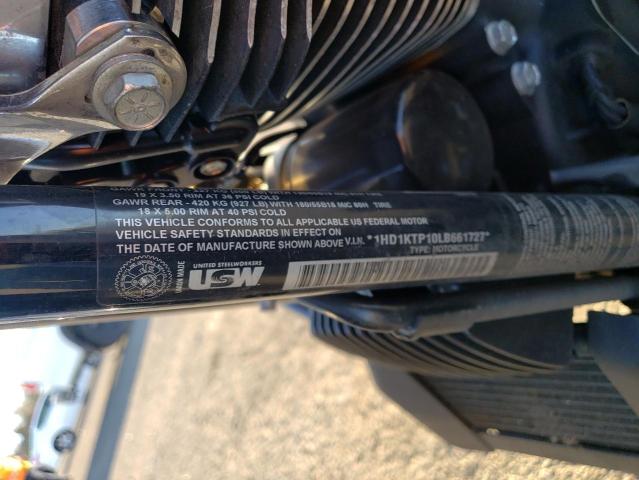 19 X 3.50 RIM AT 36 PSI COLD
GAWR REAR - 420 KG (927 LB) WITH 180/55B18 M/C 80H TIRE
18 X 5.00 RIM AT 40 PSI COLD
THIS VEHICLE CONFORMS TO ALL APPLICABLE US FEDERAL MOTOR
VEHICLE SAFETY STANDARDS IN EFFECT ON
THE DATE OF MANUFACTURE SHOWN ABOVE V.I.N. *1HD1KTP10LB661727*
TYPE: MOTORCYCLE
UNION MADE
UNITED STEELWORKERS
USW